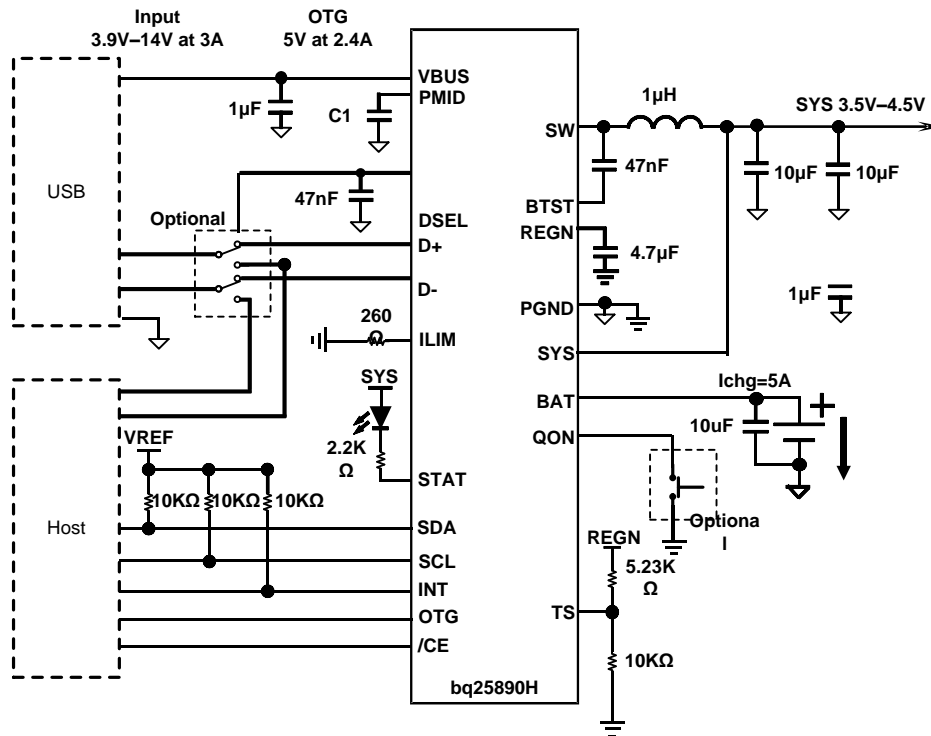 Input
3.9V–14V at 3A
OTG
5V at 2.4A
VBUS
PMID
1µF
C1
1µH
SYS 3.5V–4.5V
SW
47nF
10µF
10µF
USB
47nF
BTST
Optional
DSEL
REGN
D+
4.7µF
D-
1µF
PGND
260
Ω
ILIM
SYS
SYS
Ichg=5A
BAT
10uF
+
QON
VREF
2.2K
Ω
STAT
10KΩ
10KΩ
10KΩ
Host
SDA
Optiona
l
REGN
SCL
5.23K
Ω
INT
TS
OTG
/CE
10KΩ
bq25890H